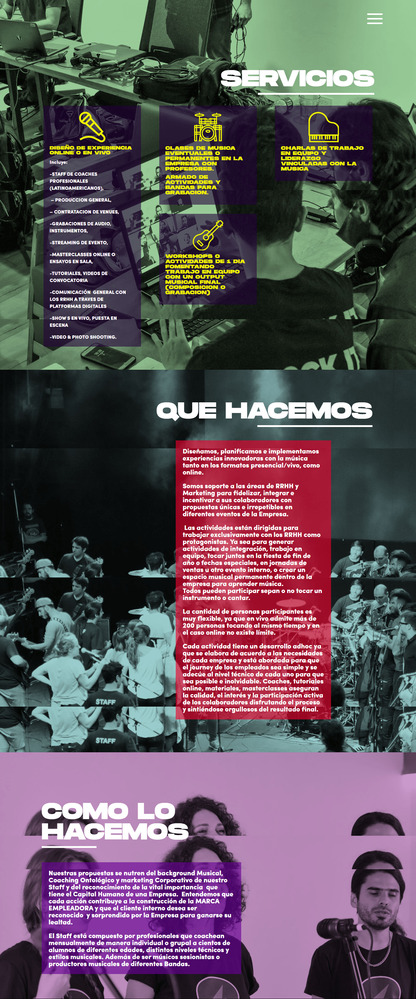 SERVICIOS
DISEÑO DE EXPERIENCIA
ONLINE O EN VIVO
Incluye:
-STAFF DE COACHES
PROFESIONALES
(LATINOAMERICANOS),
– PRODUCCION GENERAL,
– CONTRATACIÓN DE VENUES,
-GRABACIONES DE AUDIO,
INSTRUMENTOS,
-STREAMING DE EVENTO,
-MASTERCLASSES ONLINE O
ENSAYOS EN SALA,
-TUTORIALES, VIDEOS DE
CONVOCATORIA
-COMUNICACIÓN GENERAL CON
LOS RRHH A TRAVES DE
PLATFORMAS DIGITALES
-SHOW´S EN VIVO, PUESTA EN
ESCENA
-VIDEO & PHOTO SHOOTING.
CLASES DE MUSICA
EVENTUALES O
PERMANENTES EN LA
EMPRESA CON
PROFESORES.
ARMADO DE
ACTIVIDADES Y
BANDAS PARA
GRABACION.
WORKSHOPS O
ACTIVIDADES DE 1 DIA
FOMENTANDO
TRABAJO EN EQUIPO
CON UN OUTPUT
MUSICAL FINAL
(COMPOSICION O
GRABACION)
CHARLAS DE TRABAJO
EN EQUIPO Y
LIDERAZGO
VINCULADAS CON LA
MUSICA
QUE HACEMOS
Diseñamos, planificamos e implementamos
experiencias innovadoras con la música
tanto en los formatos presencial/vivo, como
online.
Somos soporte a las áreas de RRHH y
Marketing para fidelizar, integrar e
incentivar a sus colaboradores con
propuestas únicas e irrepetibles en
diferentes eventos de la Empresa.
Las actividades están dirigidas para
trabajar exclusivamente con los RRHH como
protagonistas. Ya sea para generar
actividades de integración, trabajo en
equipo, tocar juntos en la fiesta de fin de
año o fechas especiales, en jornadas de
ventas u otro evento interno, o crear un
espacio musical permanente dentro de la
empresa para aprender música.
Todos pueden participar sepan o no tocar un
instrumento o cantar.
La cantidad de personas participantes es
muy flexible, ya que en vivo admite más de
200 personas tocando al mismo tiempo y en
el caso online no existe límite.
Cada actividad tiene un desarrollo adhoc ya
que se elabora de acuerdo a las necesidades
de cada empresa y está abordada para que
el journey de los empleados sea simple y se
adecúe al nivel técnico de cada uno para que
sea posible e inolvidable. Coaches, tutoriales
online, materiales, masterclasses aseguran
la calidad, el interés y la participación activa
de los colaboradores disfrutando el proceso
y sintiéndose orgullosos del resultado final.
STAFF
STAFF
COMO LO
HACEMOS
Nuestras propuestas se nutren del background Musical,
Coaching Ontológico y marketing Corporativo de nuestro
Staff y del reconocimiento de la vital importancia que
tiene el Capital Humano de una Empresa. Entendemos que
cada acción contribuye a la construcción de la MARCA
EMPLEADORA y que el cliente interno desea ser
reconocido y sorprendido por la Empresa para ganarse su
lealtad.
El Staff está compuesto por profesionales que coachean
mensualmente de manera individual o grupal a cientos de
alumnos de diferentes edades, distintos niveles técnicos y
estilos musicales. Además de ser músicos sesionistas o
productores musicales de diferentes Bandas.